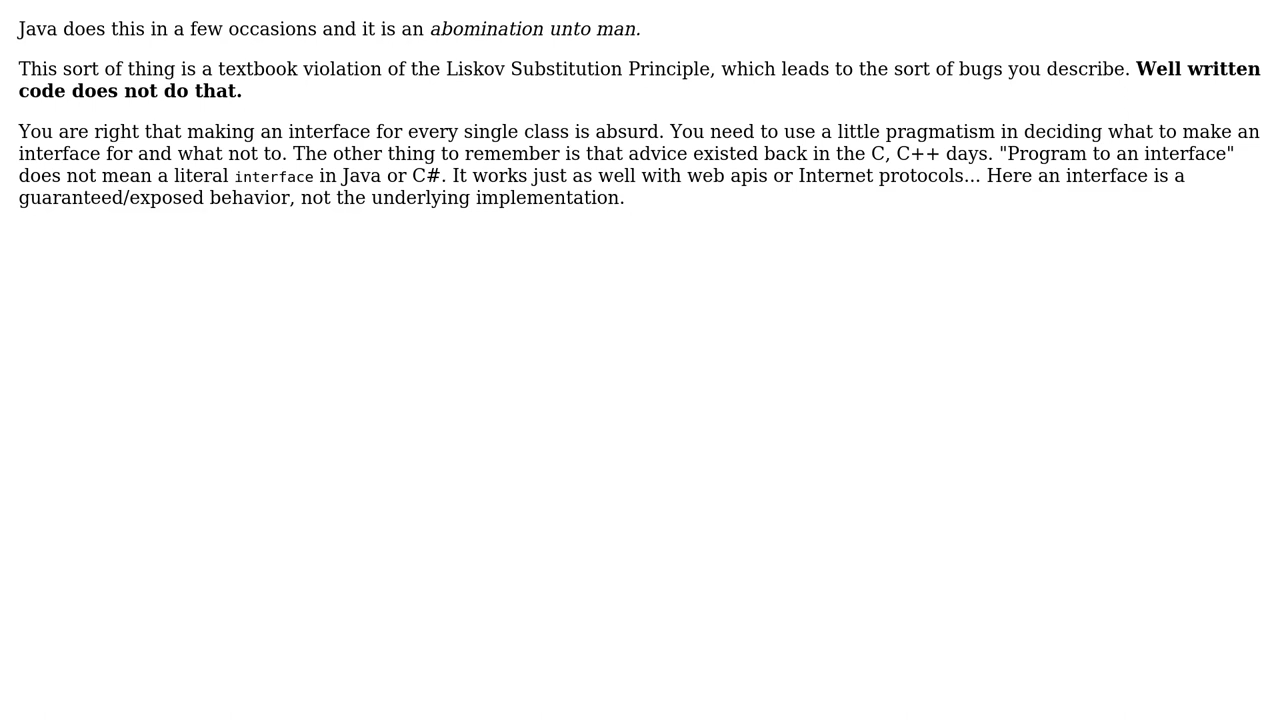 Java does this in a few occasions and it is an abomination unto man.
This sort of thing is a textbook violation of the Liskov Substitution Principle, which leads to the sort of bugs you describe. Well written
code does not do that.
You are right that making an interface for every single class is absurd. You need to use a little pragmatism in deciding what to make an
interface for and what not to. The other thing to remember is that advice existed back in the C, C++ days. "Program to an interface"
does not mean a literal interface in Java or C#. It works just as well with web apis or Internet protocols... Here an interface is a
guaranteed/exposed behavior, not the underlying implementation.